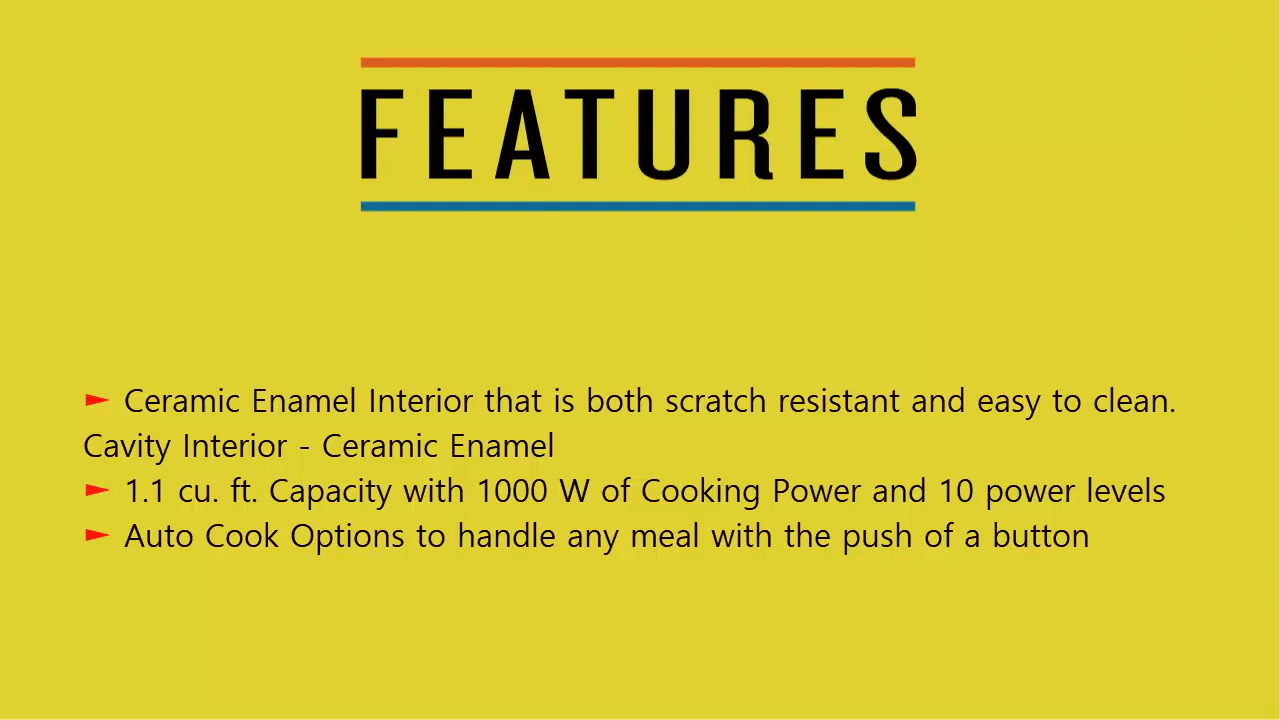 FEATURES
► Ceramic Enamel Interior that is both scratch resistant and easy to clean.
Cavity Interior - Ceramic Enamel
► 1.1 cu. ft. Capacity with 1000 W of Cooking Power and 10 power levels
► Auto Cook Options to handle any meal with the push of a button